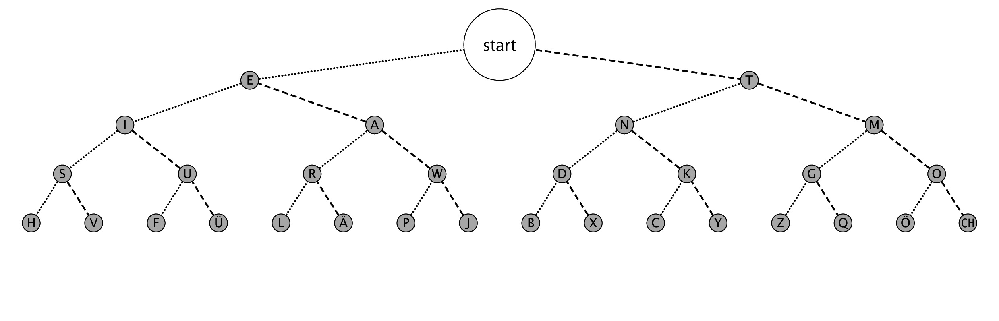 start
E T
I A N M
S U R W D K G O
H V F Ü L Ä P J B X C Y Z Q Ö CH